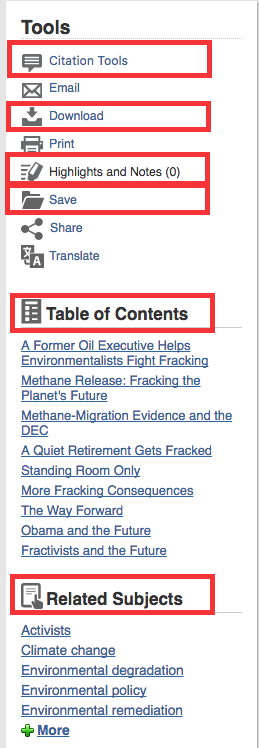 Tools
Citation Tools
Email
Download
Print
Highlights and Notes (0)
Save
Share
Translate
Table of Contents
A Former Oil Executive Helps
Environmentalists Fight Fracking
Methane Release: Fracking the
Planet's Future
Methane-Migration Evidence and the
DEC
A Quiet Retirement Gets Fracked
Standing Room Only
More Fracking Consequences
The Way Forward
Obama and the Future
Fractivists and the Future
Related Subjects
Activists
Climate change
Environmental degradation
Environmental policy
Environmental remediation
More